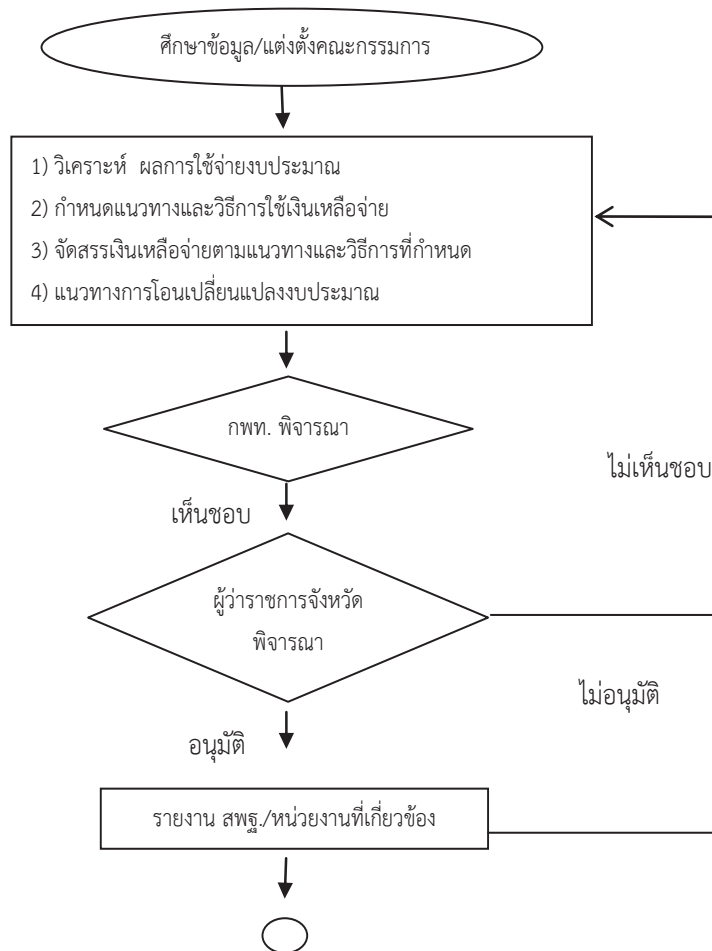 ศึกษาข้อมูล/แต่งตั้งคณะกรรมการ
1) วิเคราะห์ ผลการใช้จ่ายงบประมาณ
2) กำหนดแนวทางและวิธีการใช้เงินเหลือจ่าย
3) จัดสรรเงินเหลือจ่ายตามแนวทางและวิธีการที่กำหนด
4) แนวทางการโอนเปลี่ยนแปลงงบประมาณ
กพท. พิจารณา
ไม่เห็นชอบ
เห็นชอบ
ผู้ว่าราชการจังหวัด
พิจารณา
ไม่อนุมัติ
อนุมัติ
รายงาน สพฐ./หน่วยงานที่เกี่ยวข้อง